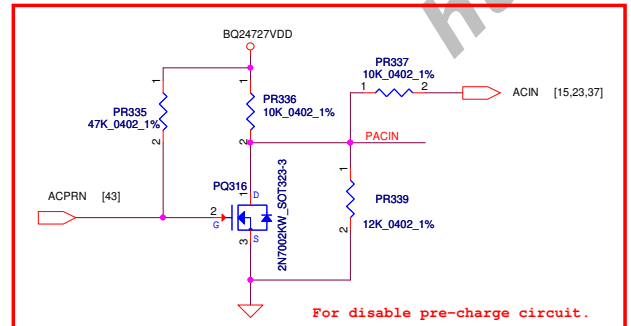 BQ24727VDD
PR337
10K_0402_1%
1 2
ACIN [15,23,37]
1
1
PR335
47K_0402_1%
PR336
10K_0402_1%
2
2
PACIN
1
PR339
12K_0402_1%
2
PQ316
2N7002KW_SOT323-3
1 D
2
G
3 S
ACPRN [43]
For disable pre-charge circuit.